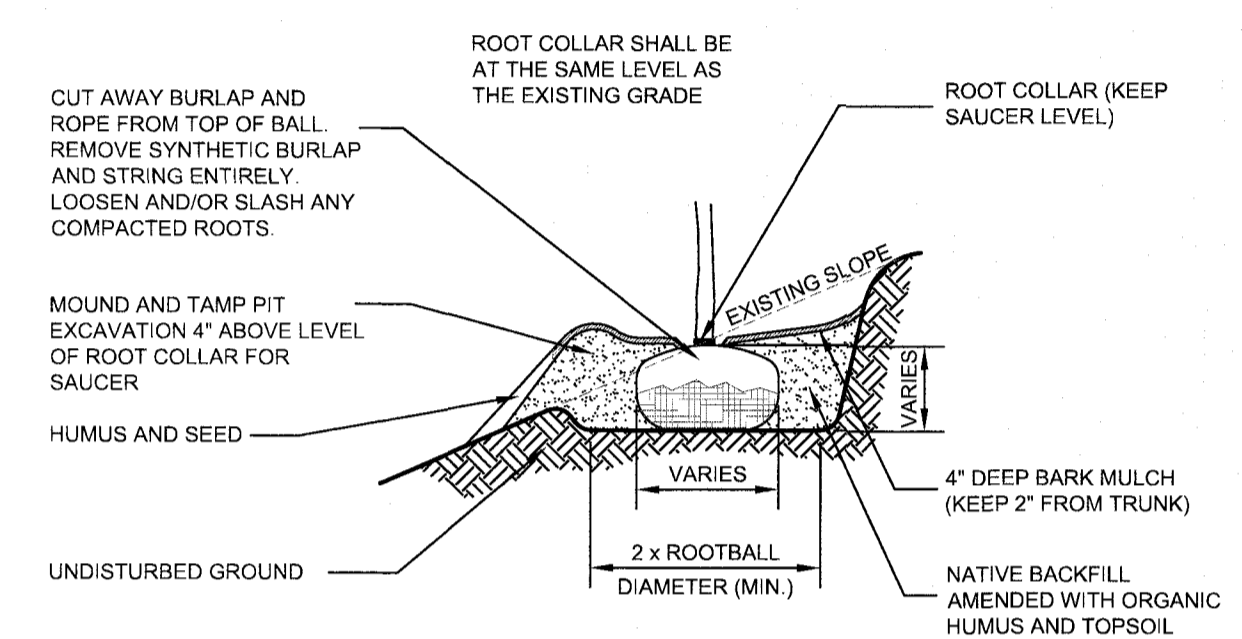 ROOT COLLAR SHALL BE
AT THE SAME LEVEL AS
THE EXISTING GRADE
CUT AWAY BURLAP AND
ROPE FROM TOP OF BALL.
REMOVE SYNTHETIC BURLAP
AND STRING ENTIRELY.
LOOSEN AND/OR SLASH ANY
COMPACTED ROOTS.
ROOT COLLAR (KEEP
SAUCER LEVEL)
EXISTING SLOPE
MOUND AND TAMP PIT
EXCAVATION 4" ABOVE LEVEL
OF ROOT COLLAR FOR
SAUCER
VARIES
HUMUS AND SEED
VARIES
4" DEEP BARK MULCH
(KEEP 2" FROM TRUNK)
UNDISTURBED GROUND
2 x ROOTBALL
DIAMETER (MIN.)
NATIVE BACKFILL
AMENDED WITH ORGANIC
HUMUS AND TOPSOIL